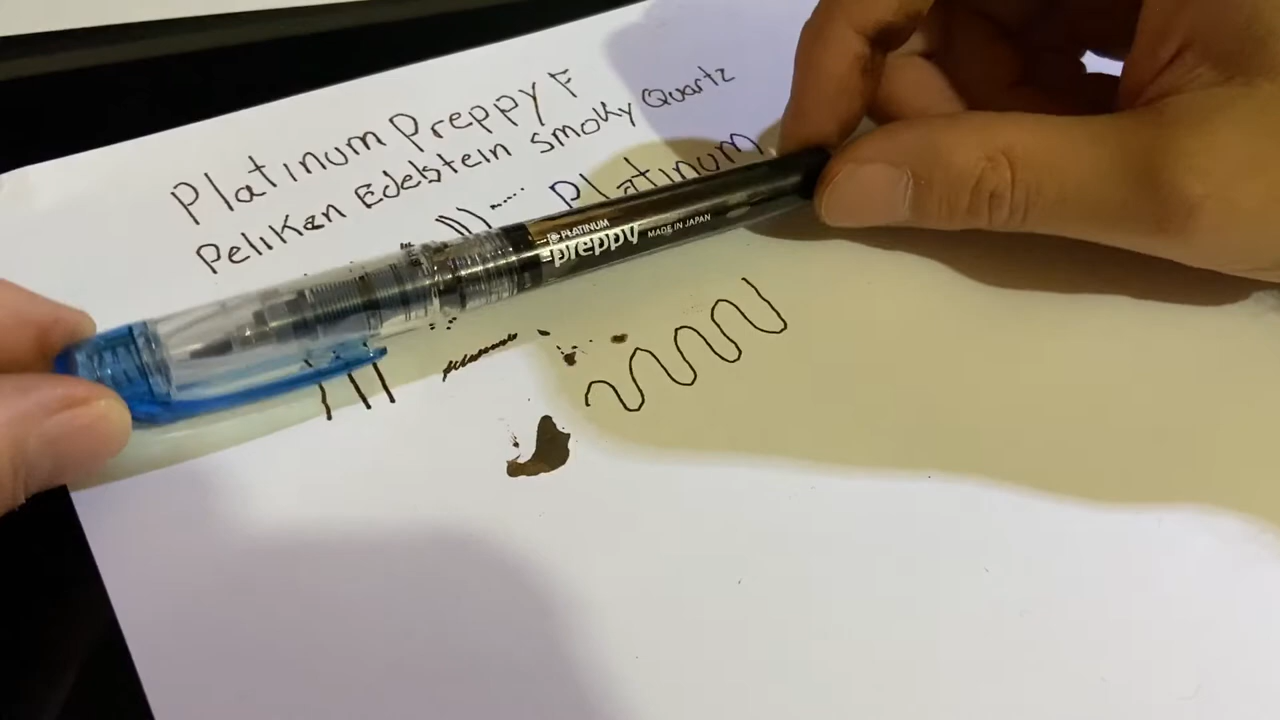 Platinum Preppy F
Pelikan Edelstein Smoky Quartz
Platinum
PLATINUM
preppy MADE IN JAPAN